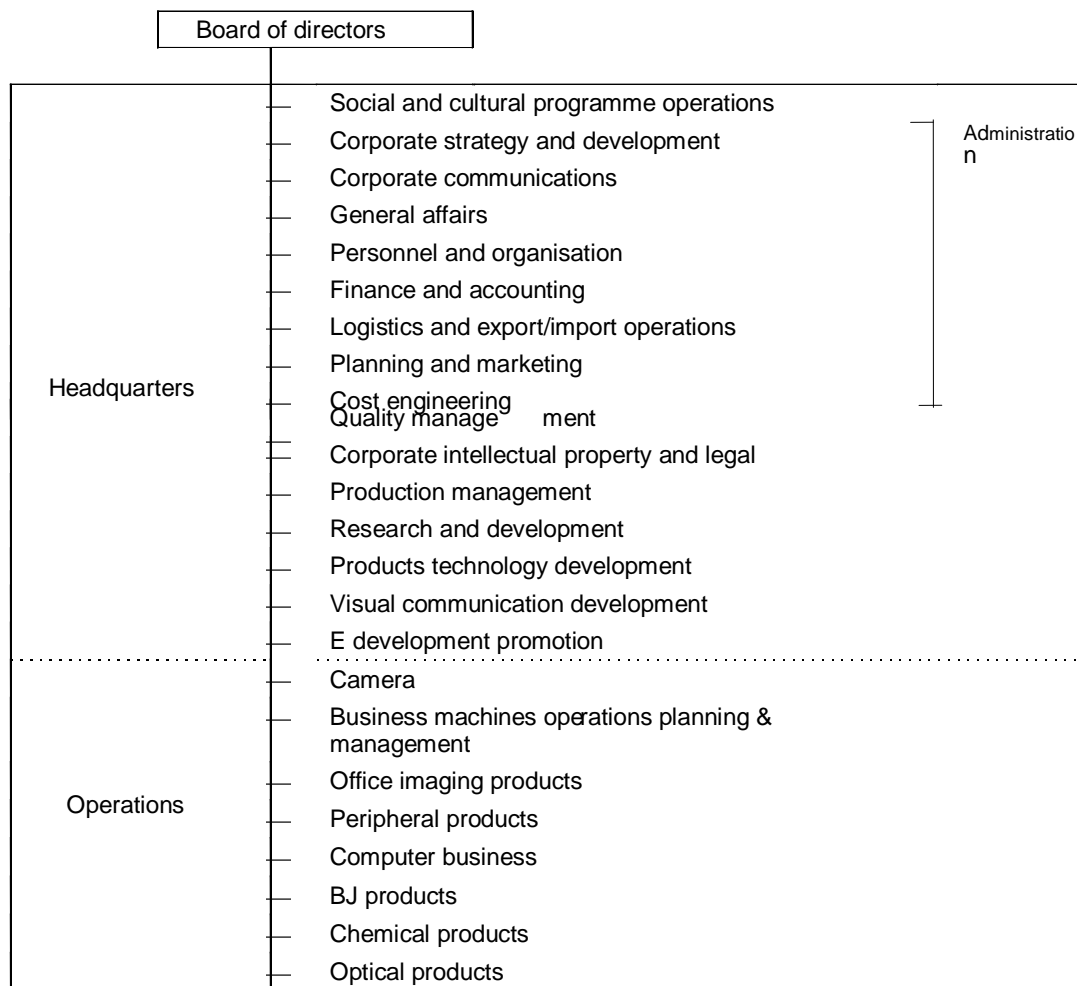 Board of directors
Social and cultural programme operations
Administratio
n
Corporate strategy and development
Corporate communications
General affairs
Personnel and organisation
Finance and accounting
Logistics and export/import operations
Planning and marketing
Headquarters
Cost engineering
Quality manage ment
Corporate intellectual property and legal
Production management
Research and development
Products technology development
Visual communication development
E development promotion
Camera
Business machines operations planning &
management
Office imaging products
Operations
Peripheral products
Computer business
BJ products
Chemical products
Optical products